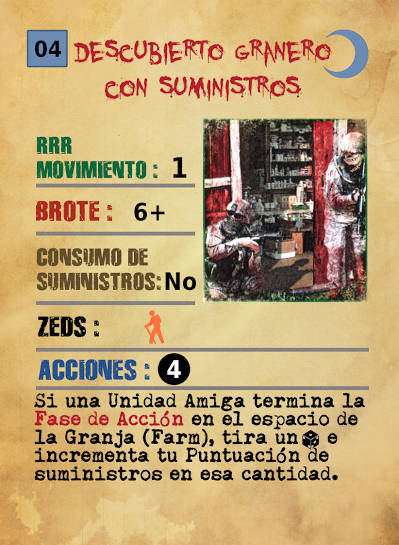 04
DESCUBIERTO GRANERO
CON SUMINISTROS
RRR
MOVIMIENTO : 1
BROTE : 6+
CONSUMO DE
SUMINISTROS: No
ZEDS :
ACCIONES : 4
Si una Unidad Amiga termina la
Fase de Acción en el espacio de
la Granja (Farm), tira un e
incrementa tu Puntuación de
suministros en esa cantidad.